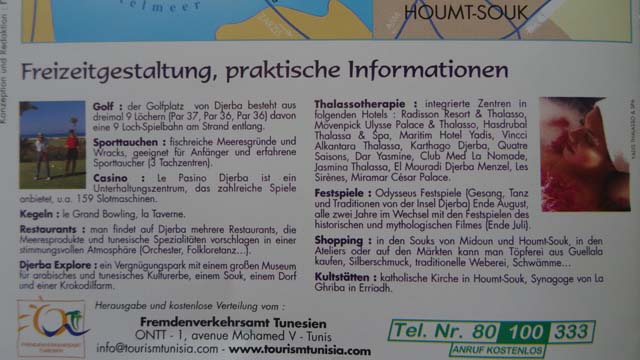 HOUMT-SOUK
Freizeitgestaltung, praktische Informationen
Golf : der Golfplatz von Djerba besteht aus
dreimal 9 Löchern (Par 37, Par 36, Par 36) davon
eine 9 Loch-Spielbahn am Strand entlang.
Sporttauchen : fischreiche Meeresgründe und
Wracks, geeignet für Anfänger und erfahrene
Sporttaucher (3 Tachzentren).
Casino : Le Pasino Djerba ist ein
Unterhaltungszentrum, das zahlreiche Spiele
anbietet, u.a. 159 Slotmaschinen.
Kegeln : le Grand Bowling, la Taverne.
Restaurants : man findet auf Djerba mehrere Restaurants, die
Meeresprodukte und tunesische Spezialitäten vorschlagen in einer
stimmungsvollen Atmosphäre (Orchester, Folkloretanz...).
Djerba Explore : ein Vergnügungspark mit einem großen Museum
für arabisches und tunesisches Kulturerbe, einem Souk, einem Dorf
und einer Krokodilfarm.
Thalassotherapie : integrierte Zentren in
folgenden Hotels : Radisson Resort & Thalasso,
Mövenpick Ulysse Palace & Thalasso, Hasdrubal
Thalassa & Spa, Maritim Hotel Yadis, Vincci
Alkantara Thalassa, Karthago Djerba, Quatre
Saisons, Dar Yasmine, Club Med La Nomade,
Jasmina Thalassa, El Mouradi Djerba Menzel, Les
Sirènes, Miramar César Palace.
Festspiele : Odysseus Festspiele (Gesang, Tanz
und Traditionen von der Insel Djerba) Ende August,
alle zwei Jahre im Wechsel mit den Festspielen des
historischen und mythologischen Filmes (Ende Juli).
Shopping : in den Souks von Midoun und Houmt-Souk, in den
Ateliers oder auf den Märkten kann man Töpferei aus Guellala
kaufen, Silberschmuck, traditionelle Weberei, Schwämme...
Kultstätten : katholische Kirche in Houmt-Souk, Synagoge von La
Ghriba in Erriadh.
Herausgabe und kostenlose Verteilung vom :
Fremdenverkehrsamt Tunesien
ONTT - 1, avenue Mohamed V - Tunis
info@tourismtunisia.com - www.tourismtunisia.com
Tel. Nr. 80 100 333
ANRUF KOSTENLOS
FREMDENVERKEHRSAMT
TUNESIEN
Konzeption und Redaktion :